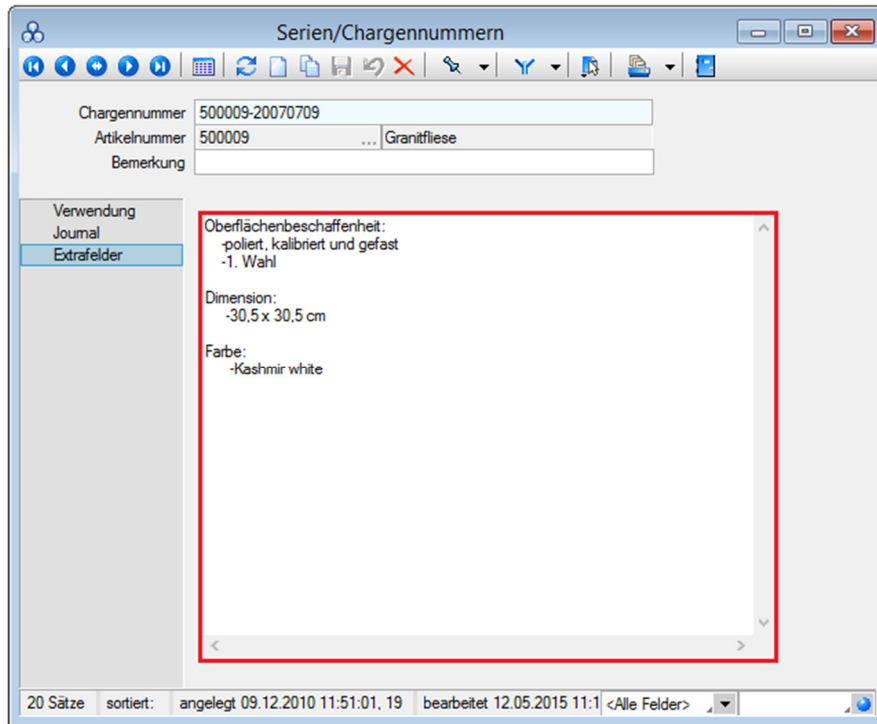 Serien/Chargennummern
Chargennummer 500009-20070709
Artikelnummer 500009 ... Granitfliese
Bemerkung
Verwendung
Journal
Extrafelder
Oberflächenbeschaffenheit:
-poliert, kalibriert und gefast
-1. Wahl
Dimension:
-30,5 x 30,5 cm
Farbe:
-Kashmir white
20 Sätze sortiert: angelegt 09.12.2010 11:51:01, 19 bearbeitet 12.05.2015 11:1 <Alle Felder>